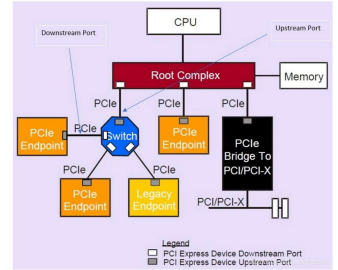 CPU
Downstream Port
Upstream Port
Root Complex
Memory
PCIe
PCIe
PCIe
PCIe
Endpoint
PCIe
Switch
PCIe
Endpoint
PCIe
Bridge To
PCI/PCI-X
PCIe
PCIe
PCIe
Endpoint
Legacy
Endpoint
PCI/PCI-X
Legend
PCI Express Device Downstream Port
PCI Express Device Upstream Port